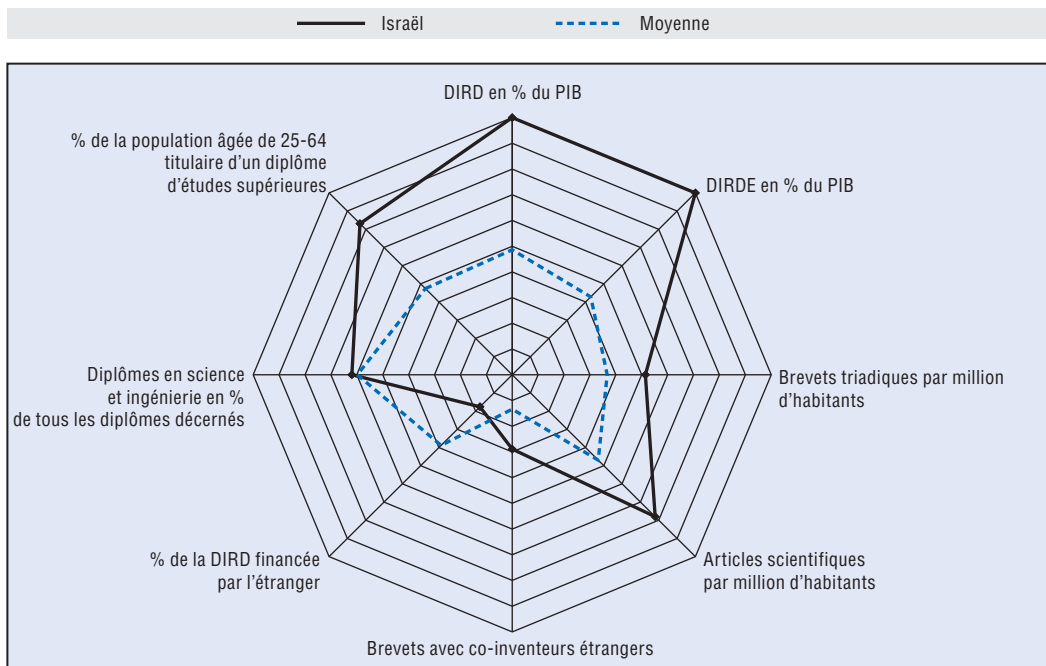 Israël
Moyenne
DIRD en % du PIB
% de la population âgée de 25-64
titulaire d’un diplôme
d’études supérieures
DIRDE en % du PIB
Diplômes en science
et ingénierie en %
de tous les diplômes décernés
Brevets triadiques par million
d’habitants
% de la DIRD financée
par l’étranger
Articles scientifiques
par million d’habitants
Brevets avec co-inventeurs étrangers